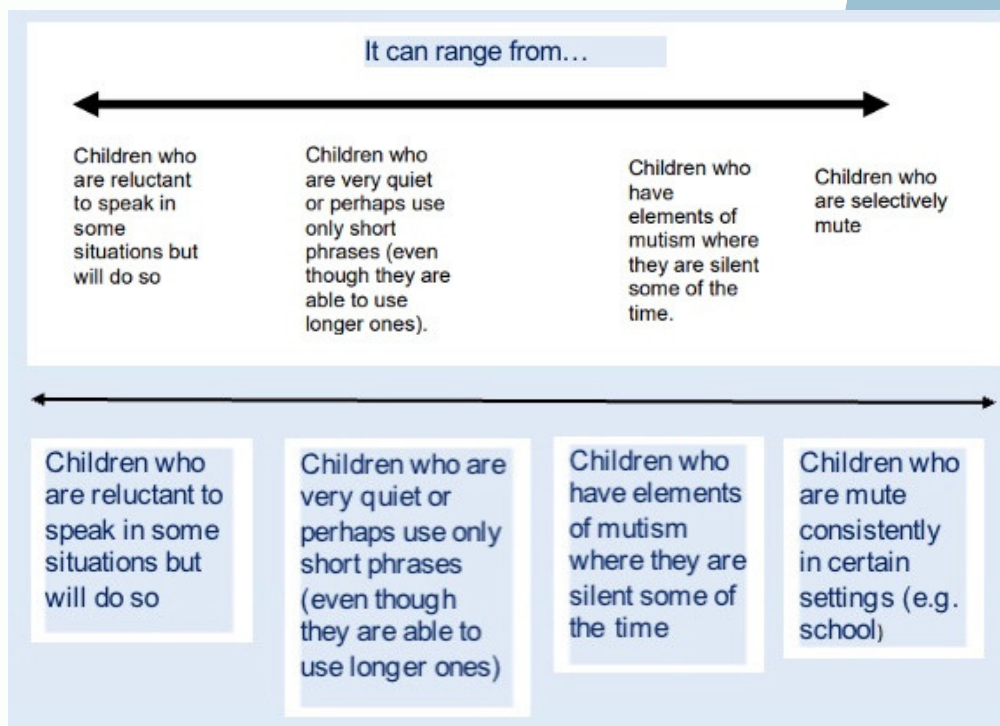 It can range from…
Children who
are reluctant
to speak in
some
situations but
will do so
Children who
are very quiet
or perhaps use
only short
phrases (even
though they are
able to use
longer ones).
Children who
have
elements of
mutism where
they are silent
some of the
time.
Children who
are selectively
mute
Children who
are reluctant to
speak in some
situations but
will do so
Children who are
very quiet or
perhaps use only
short phrases
(even though
they are able to
use longer ones)
Children who
have elements
of mutism
where they are
silent some of
the time
Children who
are mute
consistently
in certain
settings (e.g.
school)